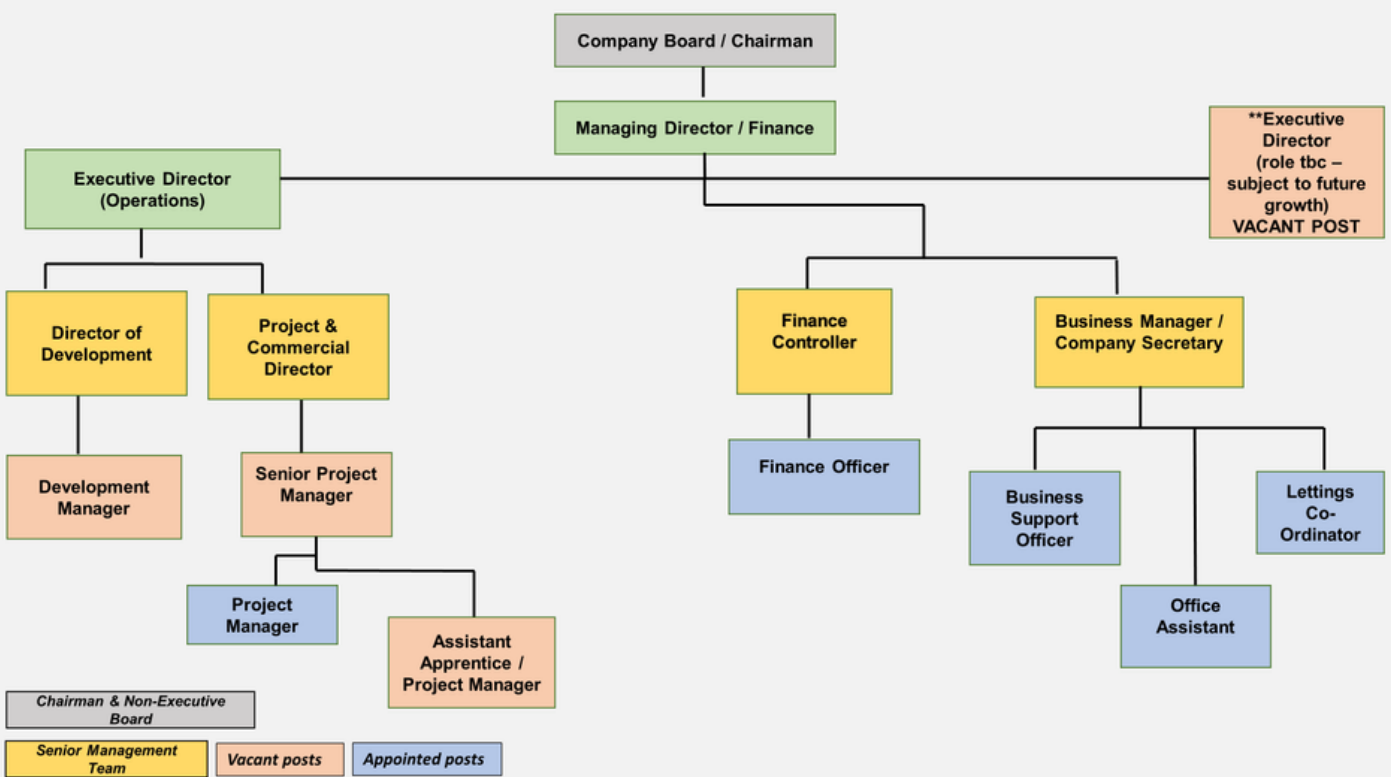 Company Board / Chairman
Managing Director / Finance
**Executive
Director
(role tbc –
subject to future
growth)
VACANT POST
Executive Director
(Operations)
Director of
Development
Project &
Commercial
Director
Finance
Controller
Business Manager /
Company Secretary
Development
Manager
Senior Project
Manager
Finance Officer
Business
Support
Officer
Lettings
Co-
Ordinator
Project
Manager
Office
Assistant
Assistant
Apprentice /
Project Manager
Chairman & Non-Executive
Board
Senior Management
Team
Vacant posts
Appointed posts